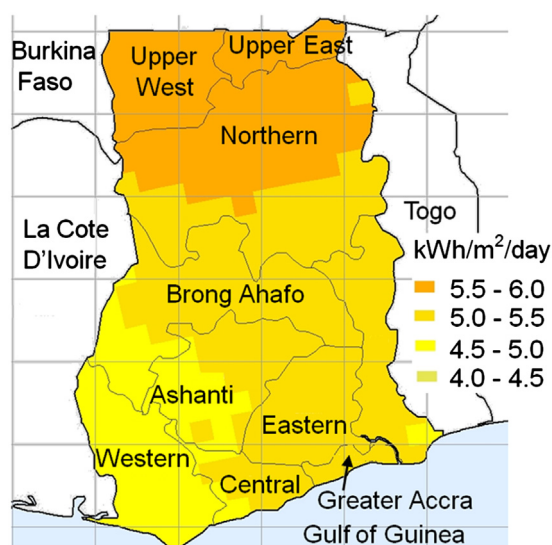 Burkina
Faso
Upper
West
Upper East
Northern
Togo
La Cote
D'Ivoire
kWh/m²/day
5.5 - 6.0
5.0 - 5.5
4.5 - 5.0
4.0 - 4.5
Brong Ahafo
Ashanti
Eastern
Western
Central
Greater Accra
Gulf of Guinea